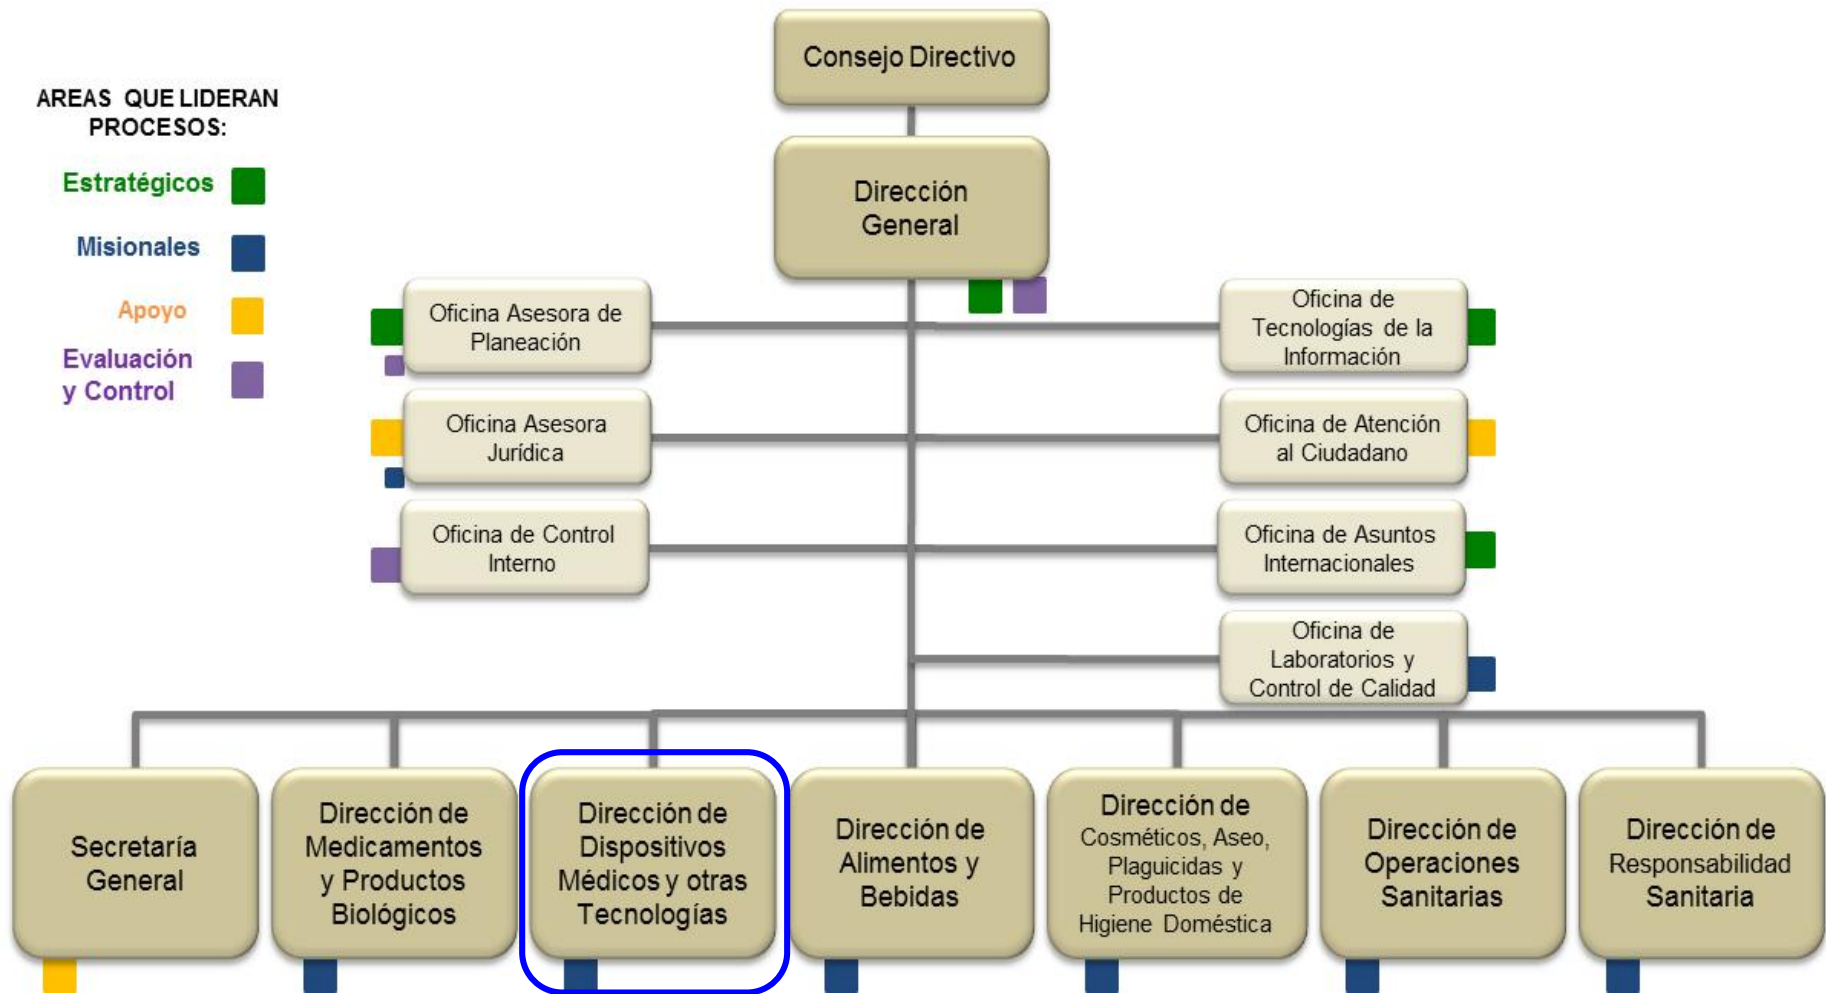 Consejo Directivo
AREAS QUE LIDERAN
PROCESOS:
Estratégicos
Misionales
Apoyo
Evaluación
y Control
Dirección
General
Oficina Asesora de
Planeación
Oficina de
Tecnologías de la
Información
Oficina Asesora
Jurídica
Oficina de Atención
al Ciudadano
Oficina de Control
Interno
Oficina de Asuntos
Internacionales
Oficina de
Laboratorios y
Control de Calidad
Secretaría
General
Dirección de
Medicamentos
y Productos
Biológicos
Dirección de
Dispositivos
Médicos y otras
Tecnologías
Dirección de
Alimentos y
Bebidas
Dirección de
Cosméticos, Aseo,
Plaguicidas y
Productos de
Higiene Doméstica
Dirección de
Operaciones
Sanitarias
Dirección de
Responsabilidad
Sanitaria